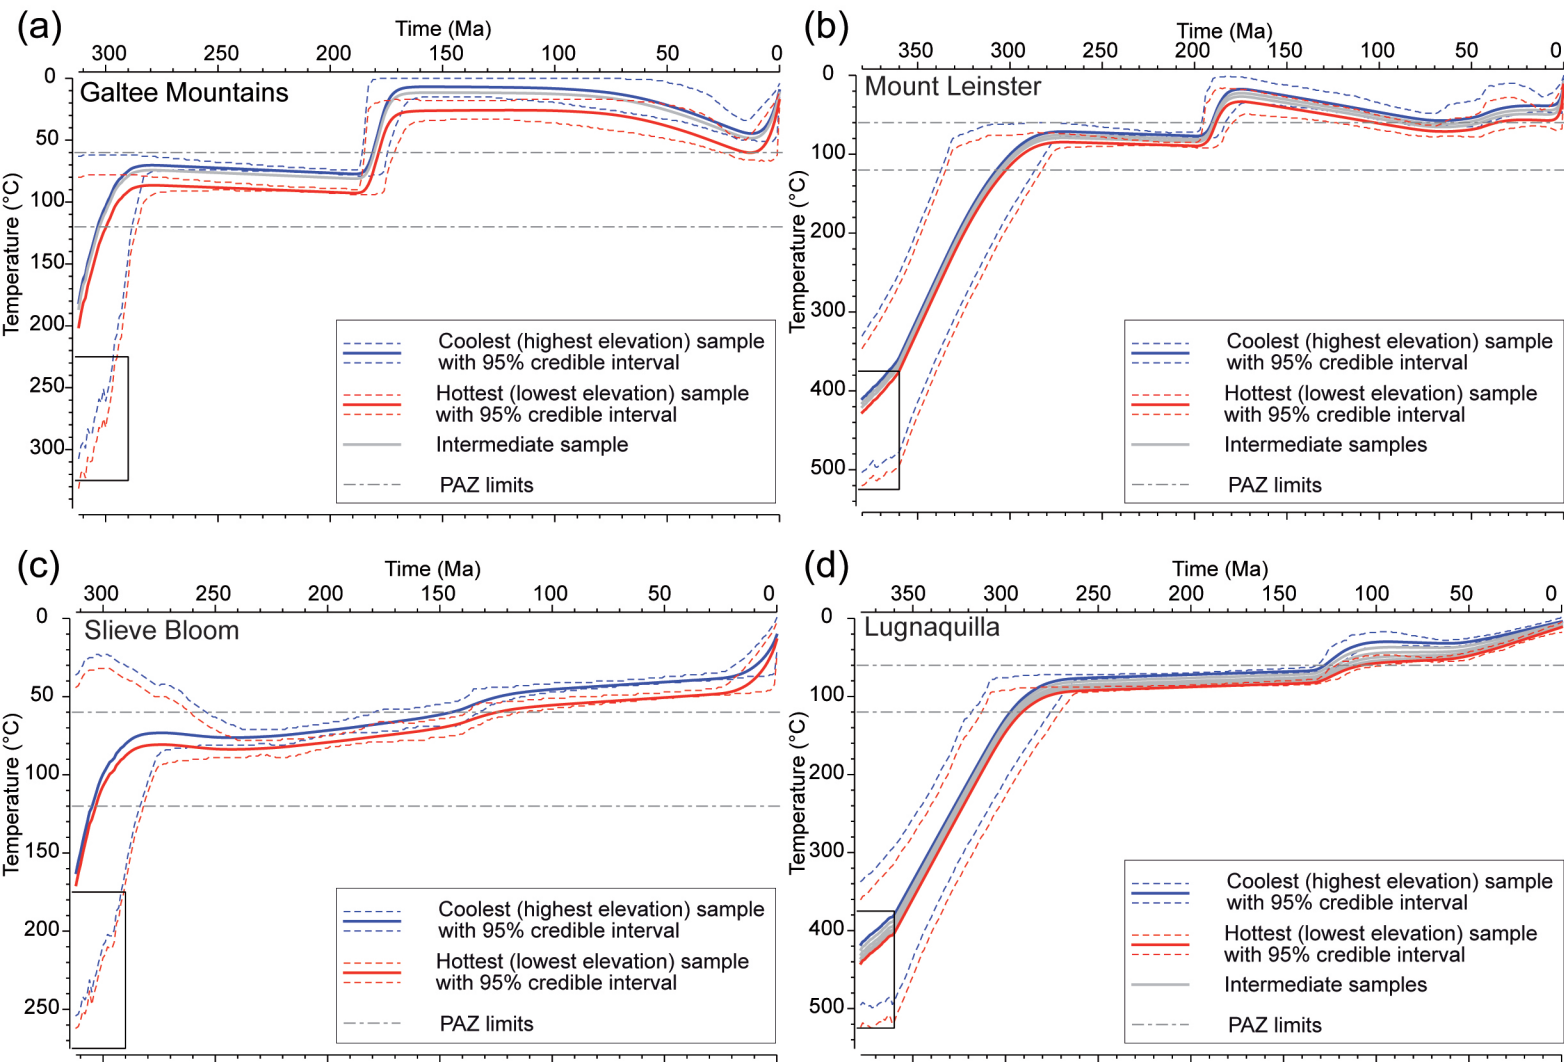 (a)
Time (Ma)
300 250 200 150 100 50 0
Galtee Mountains
Temperature (°C)
0
50
100
150
200
250
300
Coolest (highest elevation) sample
with 95% credible interval
Hottest (lowest elevation) sample
with 95% credible interval
Intermediate sample
PAZ limits
(b)
Time (Ma)
350 300 250 200 150 100 50 0
Mount Leinster
Temperature (°C)
0
100
200
300
400
500
Coolest (highest elevation) sample
with 95% credible interval
Hottest (lowest elevation) sample
with 95% credible interval
Intermediate samples
PAZ limits
(c)
Time (Ma)
300 250 200 150 100 50 0
Slieve Bloom
Temperature (°C)
0
50
100
150
200
250
Coolest (highest elevation) sample
with 95% credible interval
Hottest (lowest elevation) sample
with 95% credible interval
PAZ limits
(d)
Time (Ma)
350 300 250 200 150 100 50 0
Lugnaquilla
Temperature (°C)
0
100
200
300
400
500
Coolest (highest elevation) sample
with 95% credible interval
Hottest (lowest elevation) sample
with 95% credible interval
Intermediate samples
PAZ limits